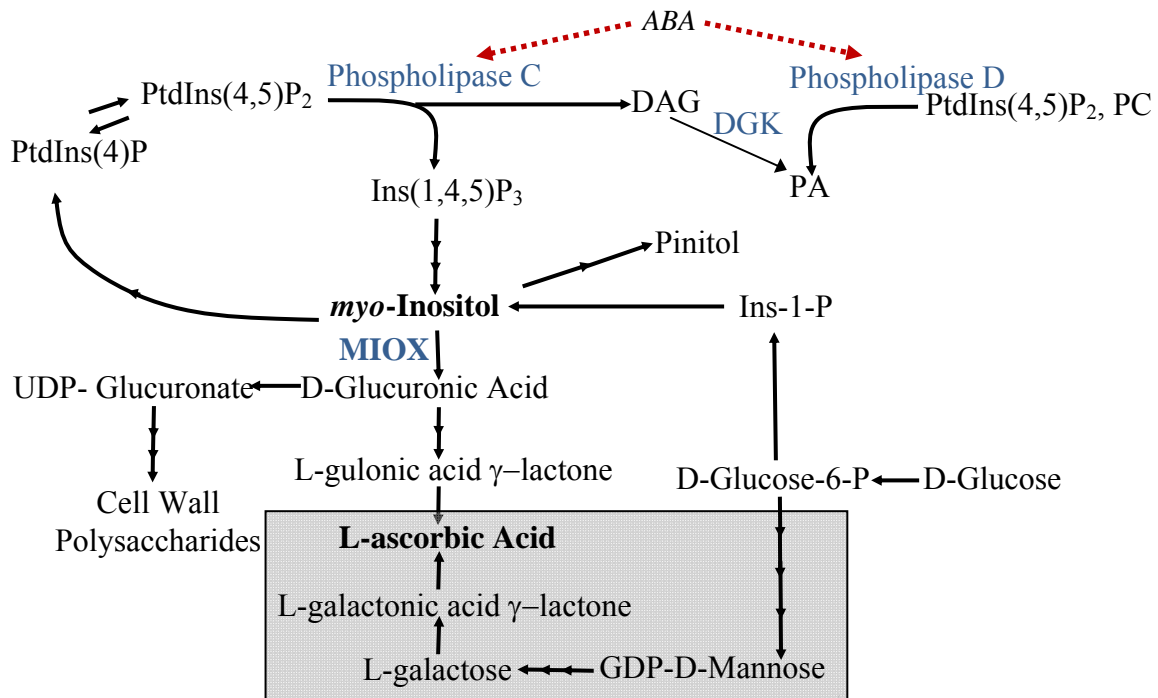 ABA
Phospholipase C
Phospholipase D
PtdIns(4,5)P₂
DAG
PtdIns(4,5)P₂, PC
DGK
PtdIns(4)P
PA
Ins(1,4,5)P₃
Pinitol
myo-Inositol
Ins-1-P
MIOX
UDP- Glucuronate
D-Glucuronic Acid
L-gulonic acid γ–lactone
D-Glucose-6-P
D-Glucose
Cell Wall
Polysaccharides
L-ascorbic Acid
L-galactonic acid γ–lactone
L-galactose
GDP-D-Mannose